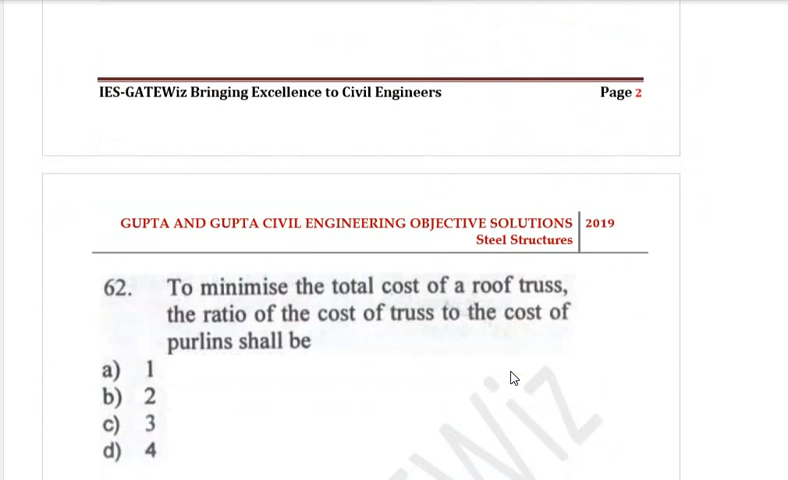 IES-GATEWiz Bringing Excellence to Civil Engineers Page 2
GUPTA AND GUPTA CIVIL ENGINEERING OBJECTIVE SOLUTIONS 2019
Steel Structures
62. To minimise the total cost of a roof truss,
the ratio of the cost of truss to the cost of
purlins shall be
a) 1
b) 2
c) 3
d) 4
Wiz